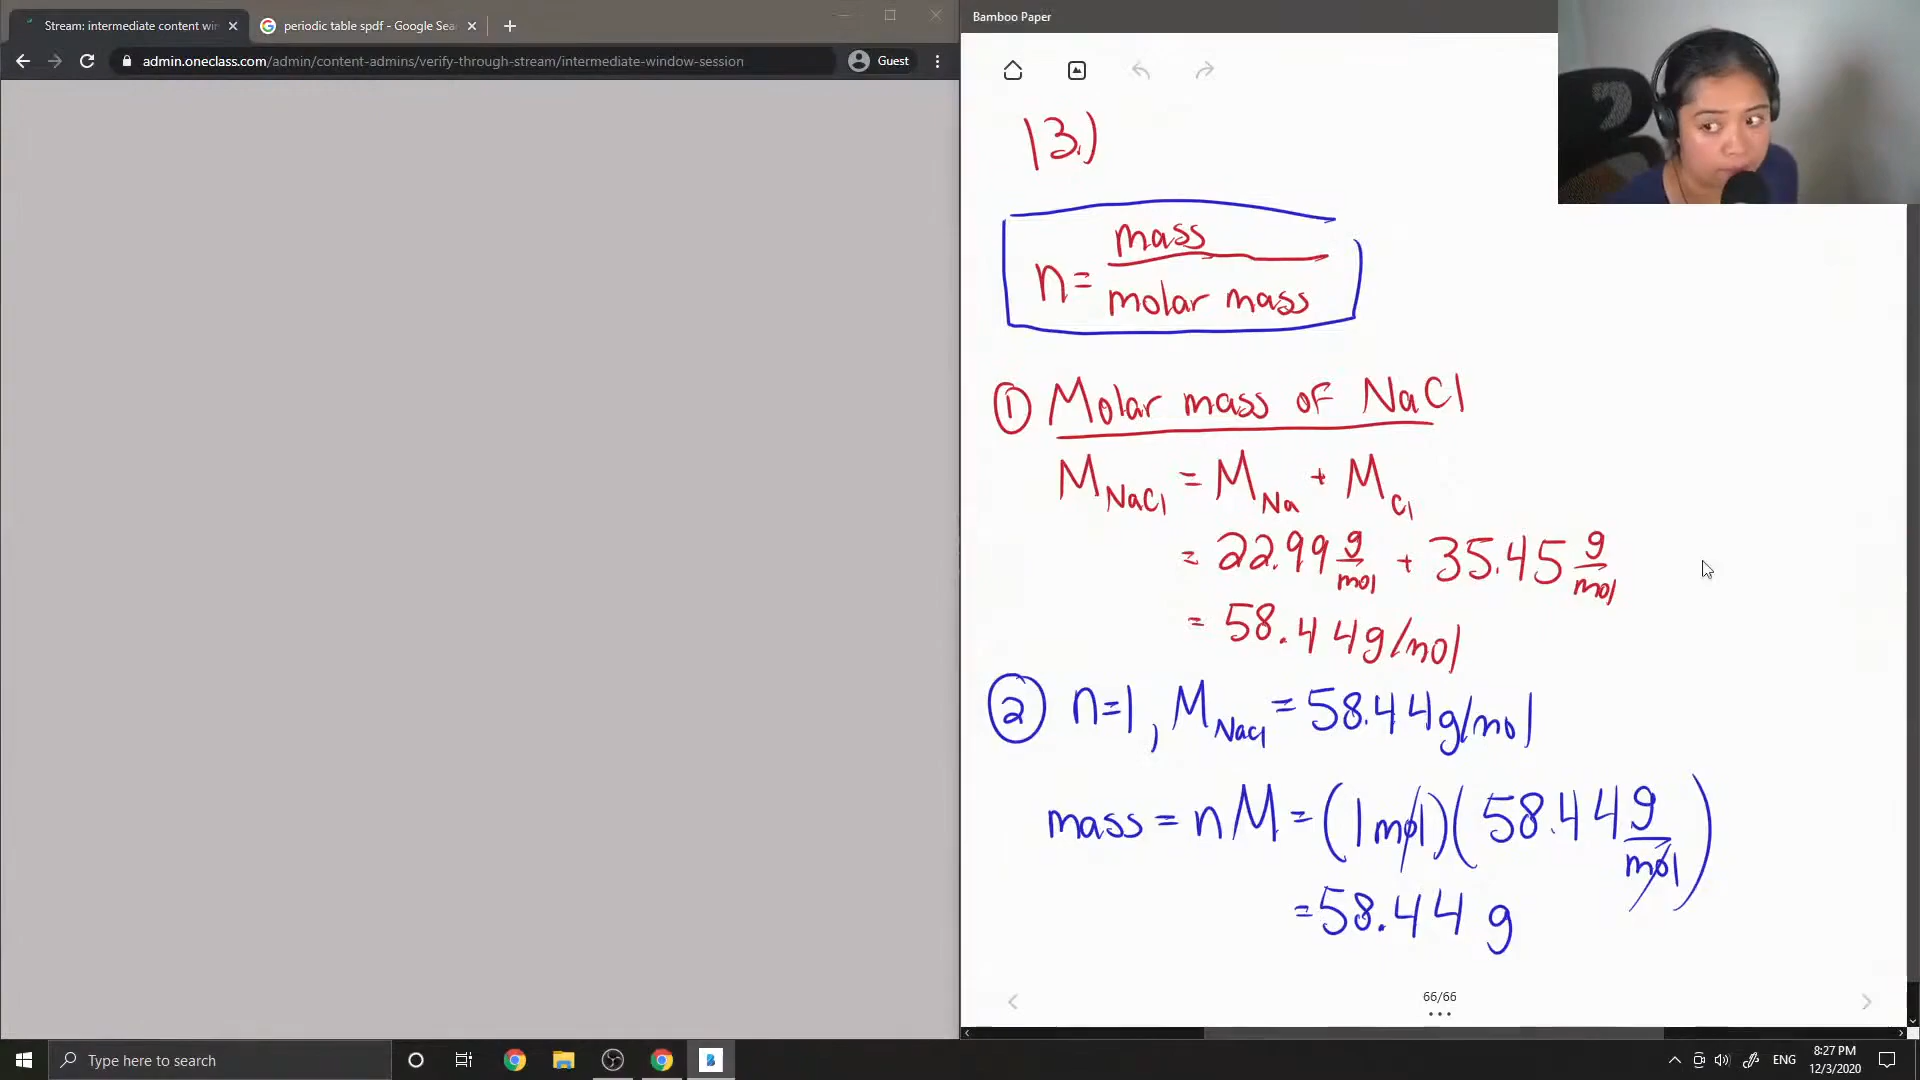 Stream: intermediate content wi
periodic table spdf - Google Sea
admin.oneclass.com/admin/content-admins/verify-through-stream/intermediate-window-session
Guest
Bamboo Paper
13.)
n = mass / molar mass
① Molar mass of NaCl
M_NaCl = M_Na + M_Cl
= 22.99 g/mol + 35.45 g/mol
= 58.44 g/mol
② n=1, M_NaCl = 58.44 g/mol
mass = nM = (1 mol)(58.44 g/mol)
= 58.44 g
66/66
Type here to search
ENG
8:27 PM
12/3/2020